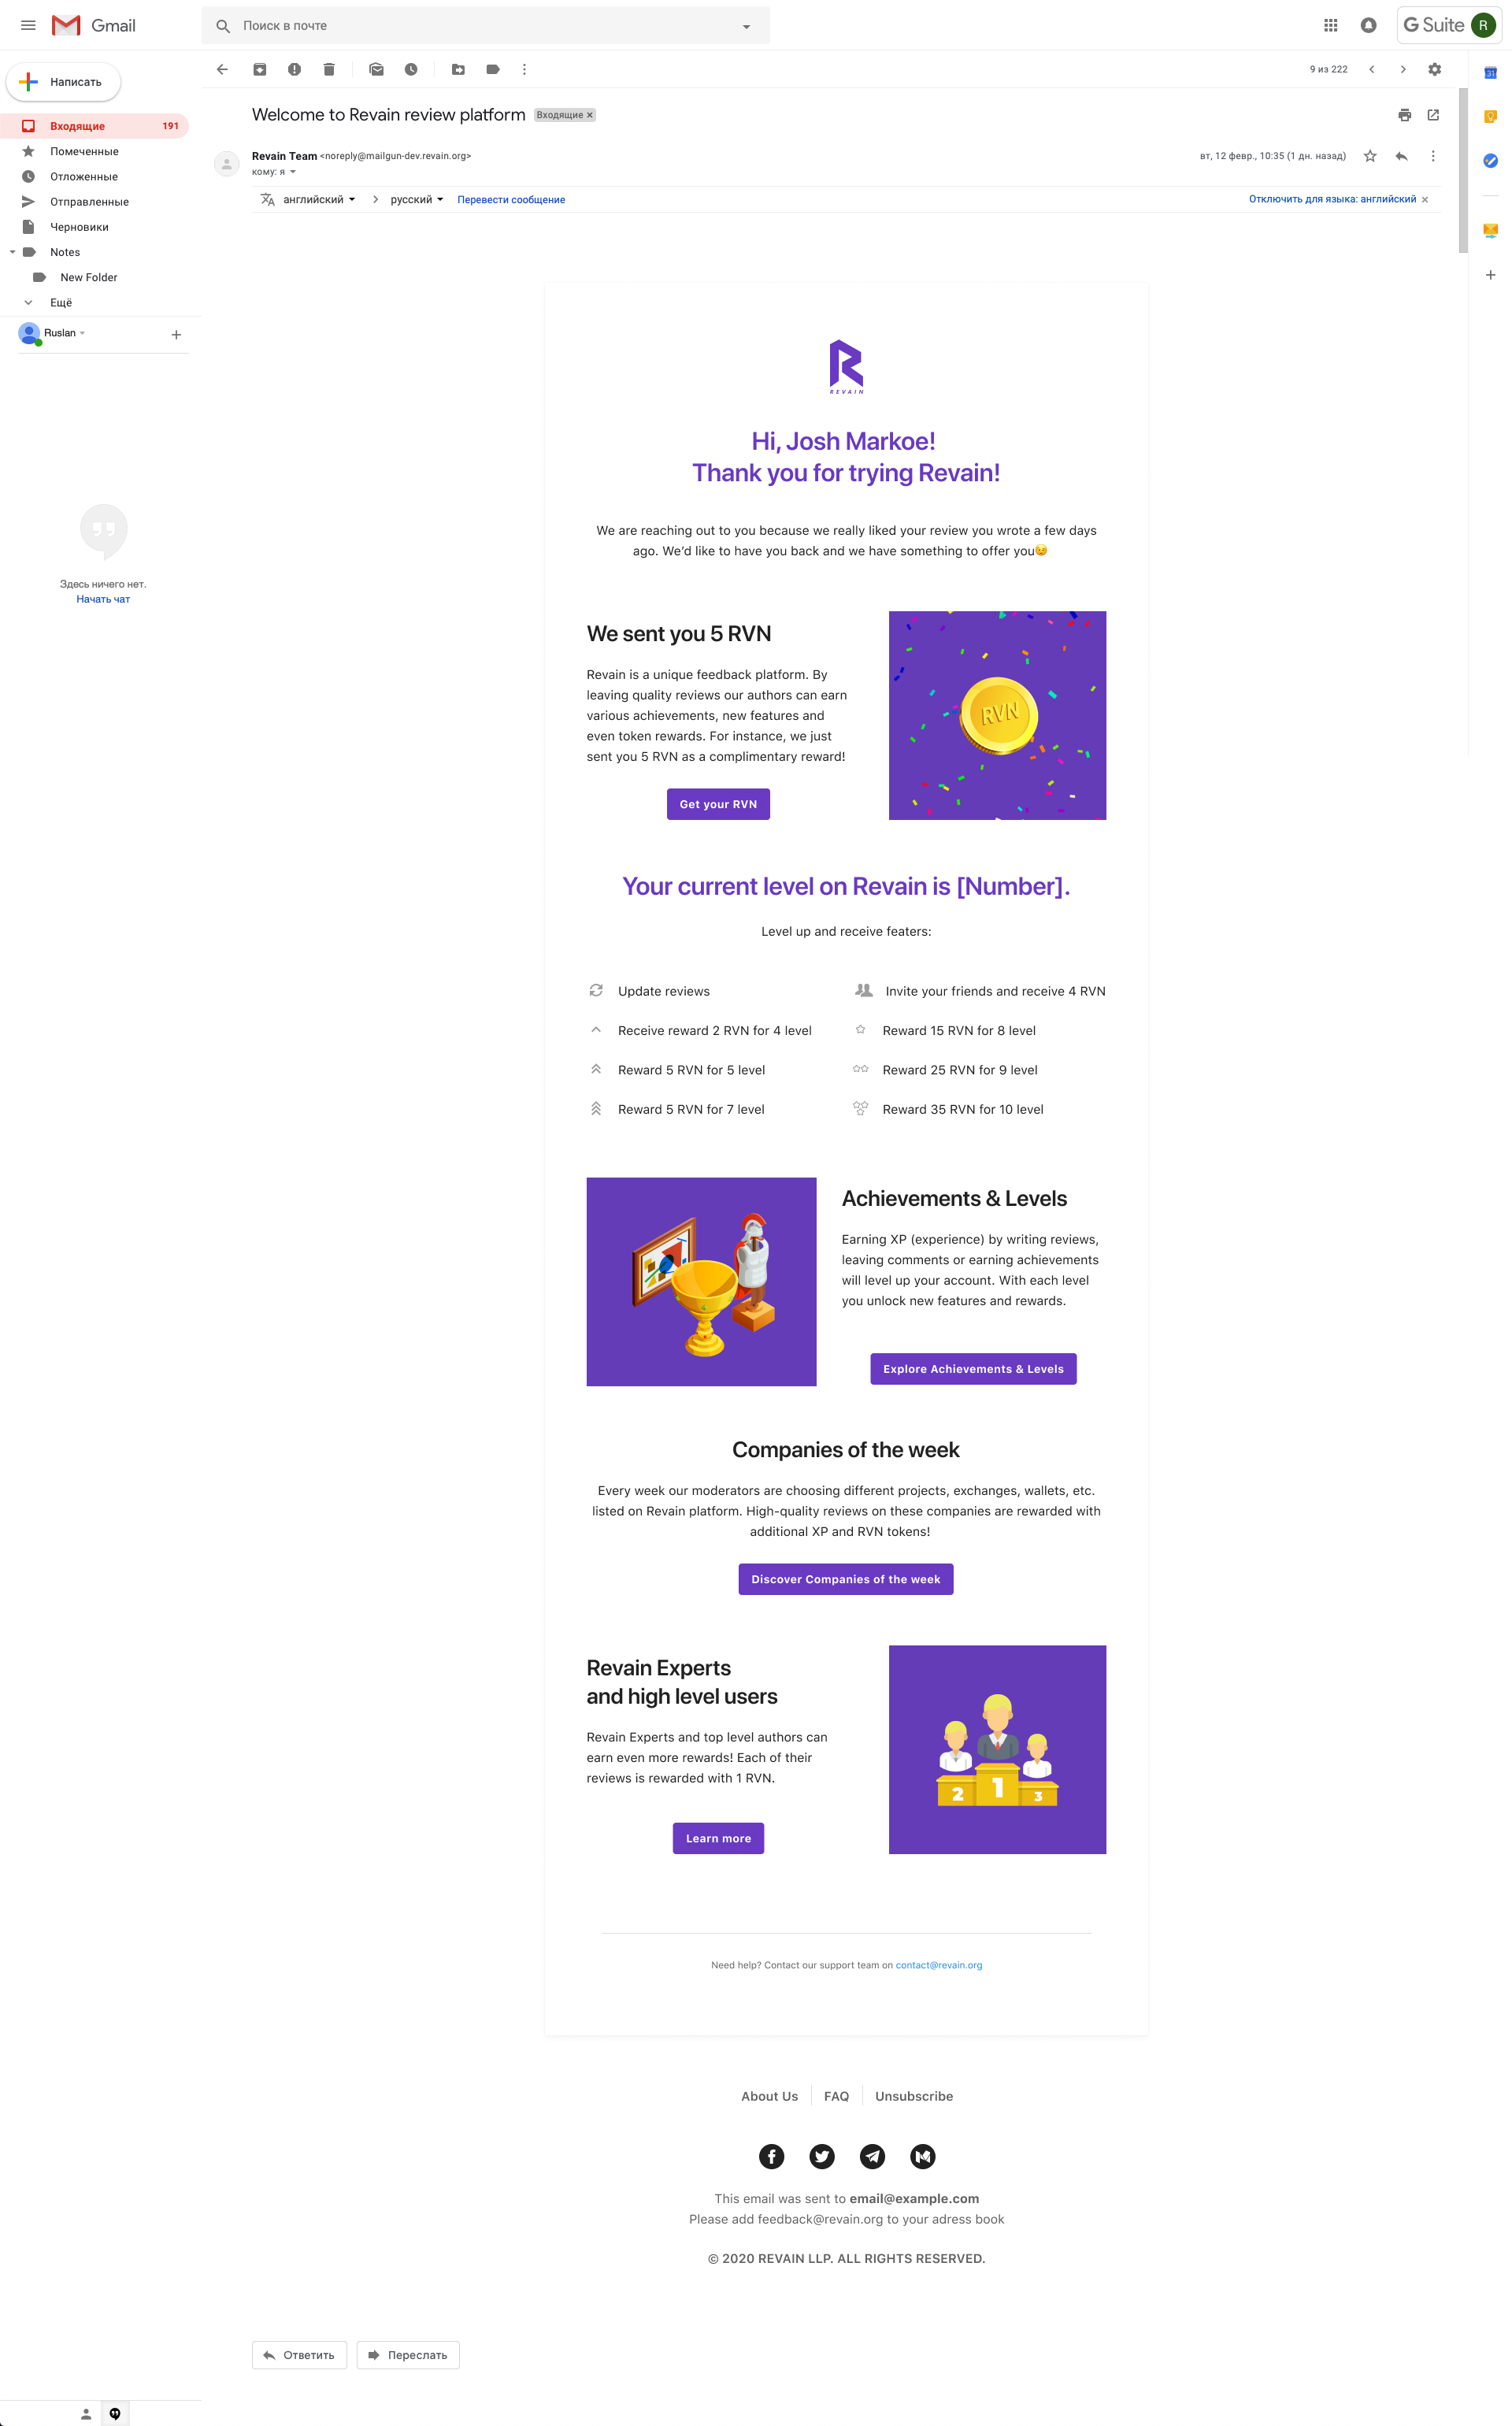 Gmail
Поиск в почте
G Suite
R
Написать
9 из 222
31
Входящие 191
Помеченные
Отложенные
Отправленные
Черновики
Notes
New Folder
Ещё
Ruslan
Здесь ничего нет.
Начать чат
Welcome to Revain review platform Входящие ×
Revain Team <noreply@mailgun-dev.revain.org>
вт, 12 февр., 10:35 (1 дн. назад)
кому: я
английский > русский Перевести сообщение
Отключить для языка: английский ×
REVAIN
Hi, Josh Markoe!
Thank you for trying Revain!
We are reaching out to you because we really liked your review you wrote a few days
ago. We’d like to have you back and we have something to offer you😉
We sent you 5 RVN
Revain is a unique feedback platform. By
leaving quality reviews our authors can earn
various achievements, new features and
even token rewards. For instance, we just
sent you 5 RVN as a complimentary reward!
Get your RVN
RVN
Your current level on Revain is [Number].
Level up and receive featers:
Update reviews
Invite your friends and receive 4 RVN
Receive reward 2 RVN for 4 level
Reward 15 RVN for 8 level
Reward 5 RVN for 5 level
Reward 25 RVN for 9 level
Reward 5 RVN for 7 level
Reward 35 RVN for 10 level
Achievements & Levels
Earning XP (experience) by writing reviews,
leaving comments or earning achievements
will level up your account. With each level
you unlock new features and rewards.
Explore Achievements & Levels
Companies of the week
Every week our moderators are choosing different projects, exchanges, wallets, etc.
listed on Revain platform. High-quality reviews on these companies are rewarded with
additional XP and RVN tokens!
Discover Companies of the week
Revain Experts
and high level users
Revain Experts and top level authors can
earn even more rewards! Each of their
reviews is rewarded with 1 RVN.
Learn more
2 1 3
Need help? Contact our support team on contact@revain.org
About Us
FAQ
Unsubscribe
This email was sent to email@example.com
Please add feedback@revain.org to your adress book
© 2020 REVAIN LLP. ALL RIGHTS RESERVED.
Ответить
Переслать